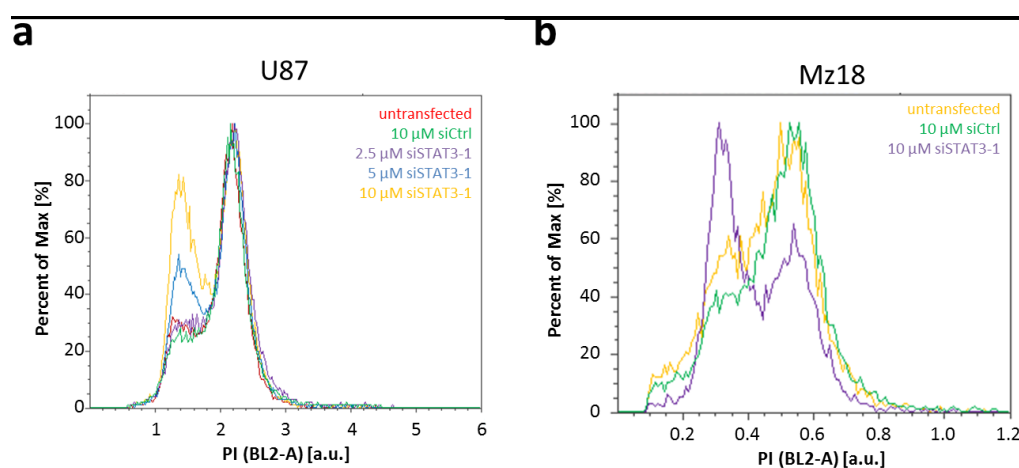 a
U87
untransfected
10 µM siCtrl
2.5 µM siSTAT3-1
5 µM siSTAT3-1
10 µM siSTAT3-1
100
80
60
40
20
0
Percent of Max [%]
1 2 3 4 5 6
PI (BL2-A) [a.u.]
b
Mz18
untransfected
10 µM siCtrl
10 µM siSTAT3-1
100
80
60
40
20
0
Percent of Max [%]
0.2 0.4 0.6 0.8 1.0 1.2
PI (BL2-A) [a.u.]